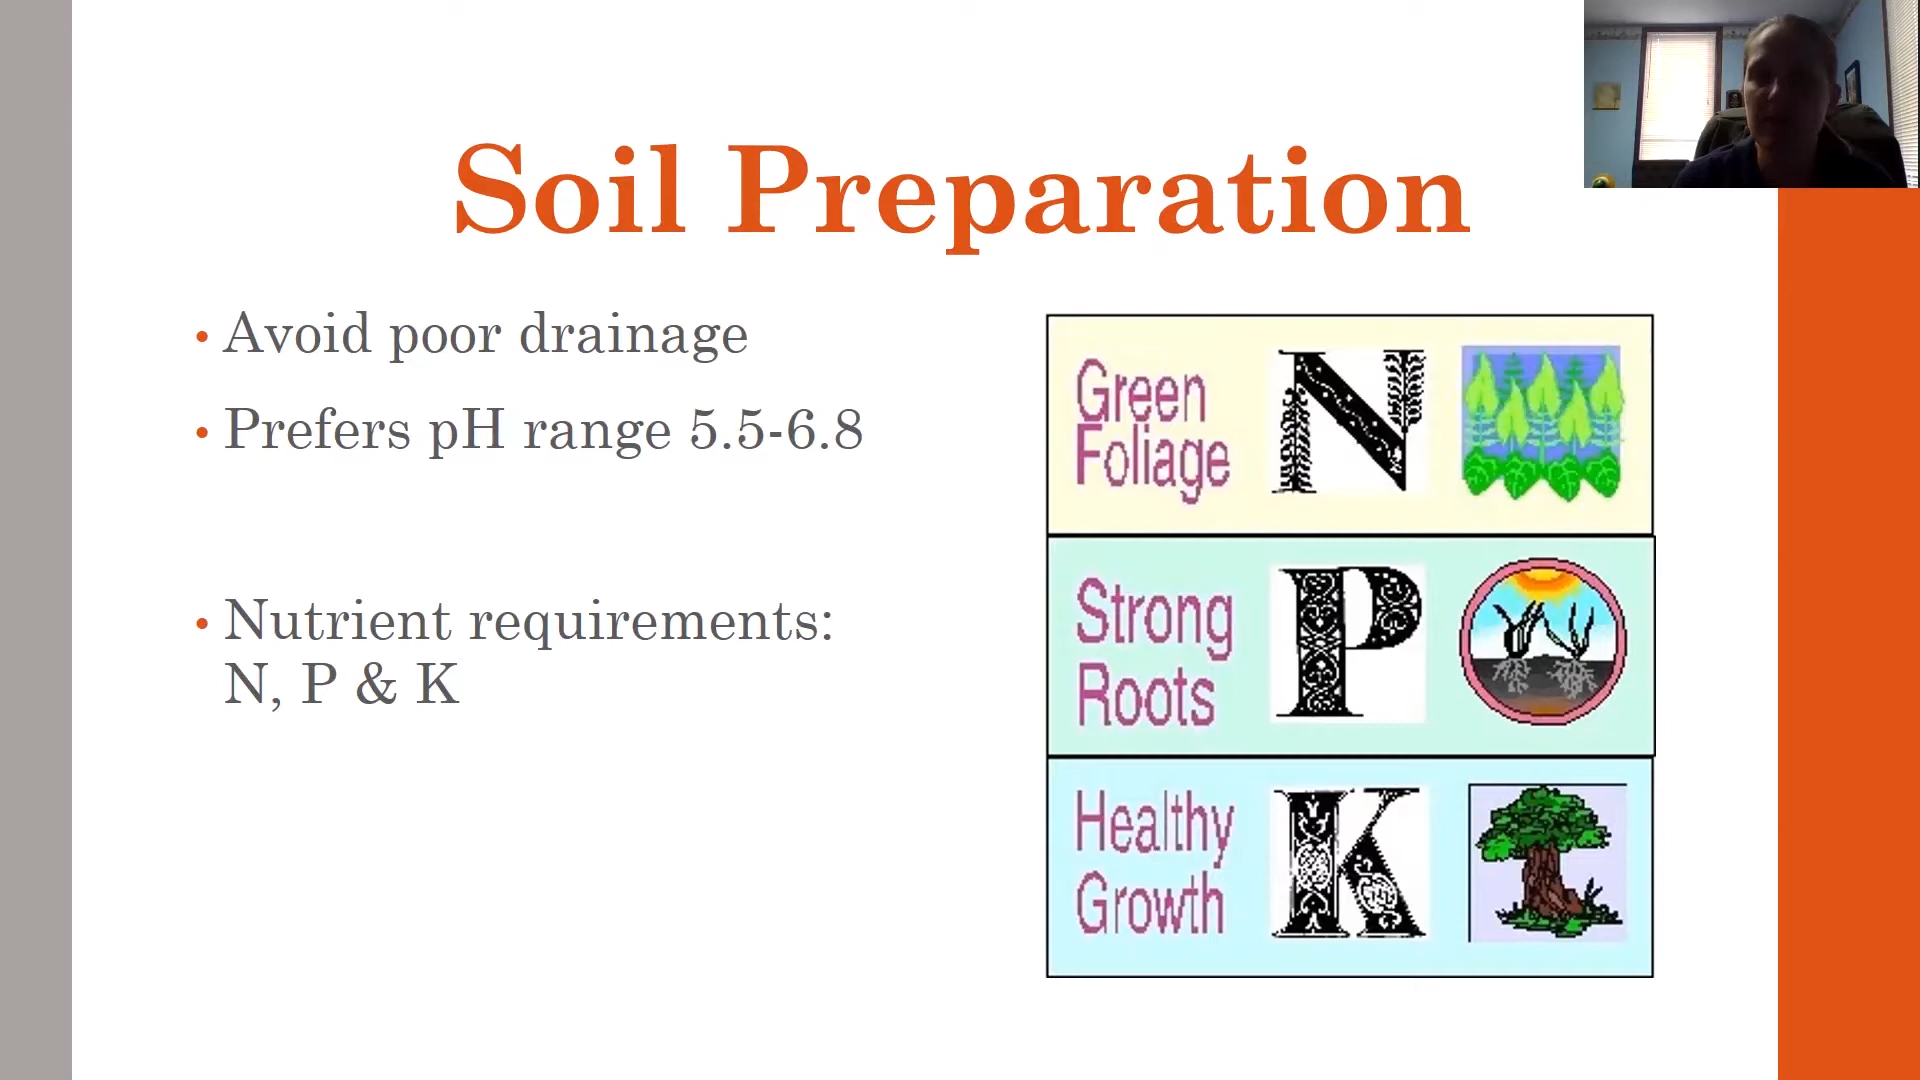 Soil Preparation
• Avoid poor drainage
• Prefers pH range 5.5-6.8
• Nutrient requirements:
N, P & K
Green
Foliage
N
Strong
Roots
P
Healthy
Growth
K